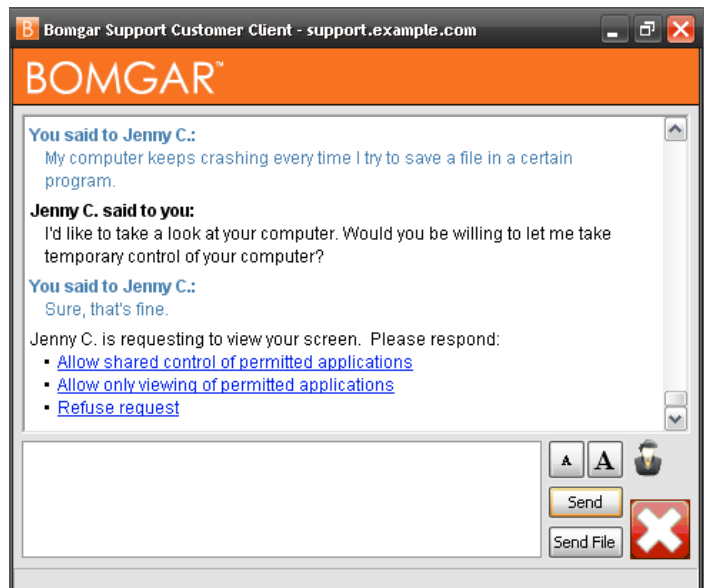 Bomgar Support Customer Client - support.example.com
BOMGAR™
You said to Jenny C.:
My computer keeps crashing every time I try to save a file in a certain
program.
Jenny C. said to you:
I'd like to take a look at your computer. Would you be willing to let me take
temporary control of your computer?
You said to Jenny C.:
Sure, that's fine.
Jenny C. is requesting to view your screen.  Please respond:
▪ Allow shared control of permitted applications
▪ Allow only viewing of permitted applications
▪ Refuse request
A A
Send
Send File